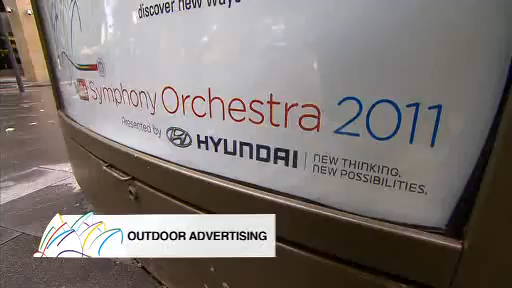 discover new ways
Symphony Orchestra 2011
Presented by HYUNDAI
NEW THINKING.
NEW POSSIBILITIES.
OUTDOOR ADVERTISING